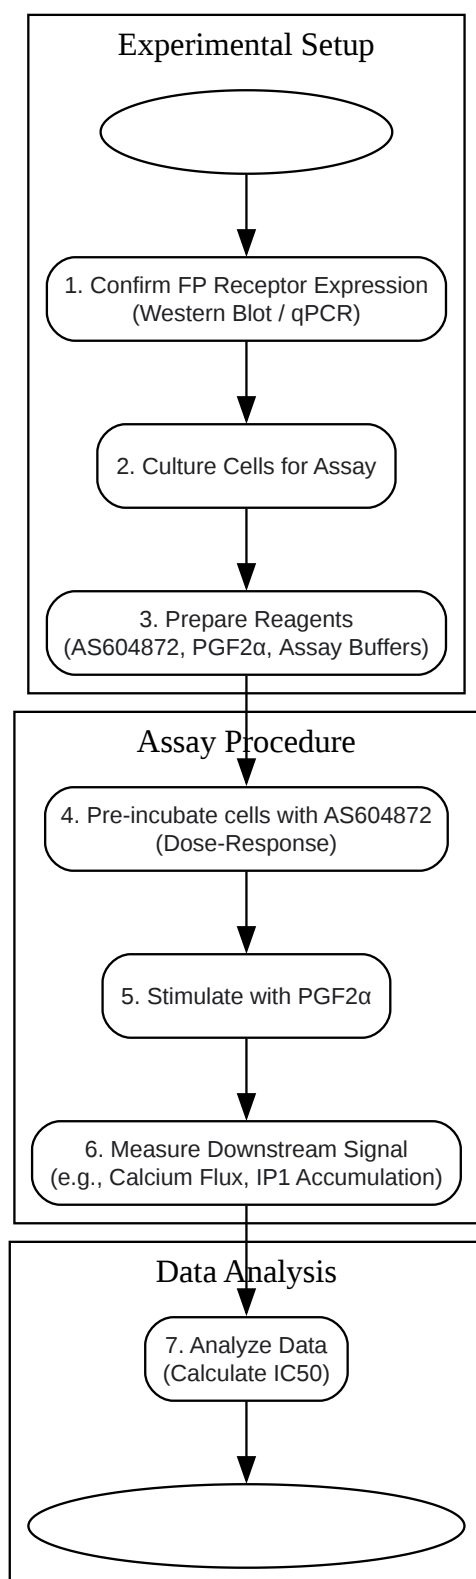 Experimental Setup
1. Confirm FP Receptor Expression
(Western Blot / qPCR)
2. Culture Cells for Assay
3. Prepare Reagents
(AS604872, PGF2α, Assay Buffers)
Assay Procedure
4. Pre-incubate cells with AS604872
(Dose-Response)
5. Stimulate with PGF2α
6. Measure Downstream Signal
(e.g., Calcium Flux, IP1 Accumulation)
Data Analysis
7. Analyze Data
(Calculate IC50)